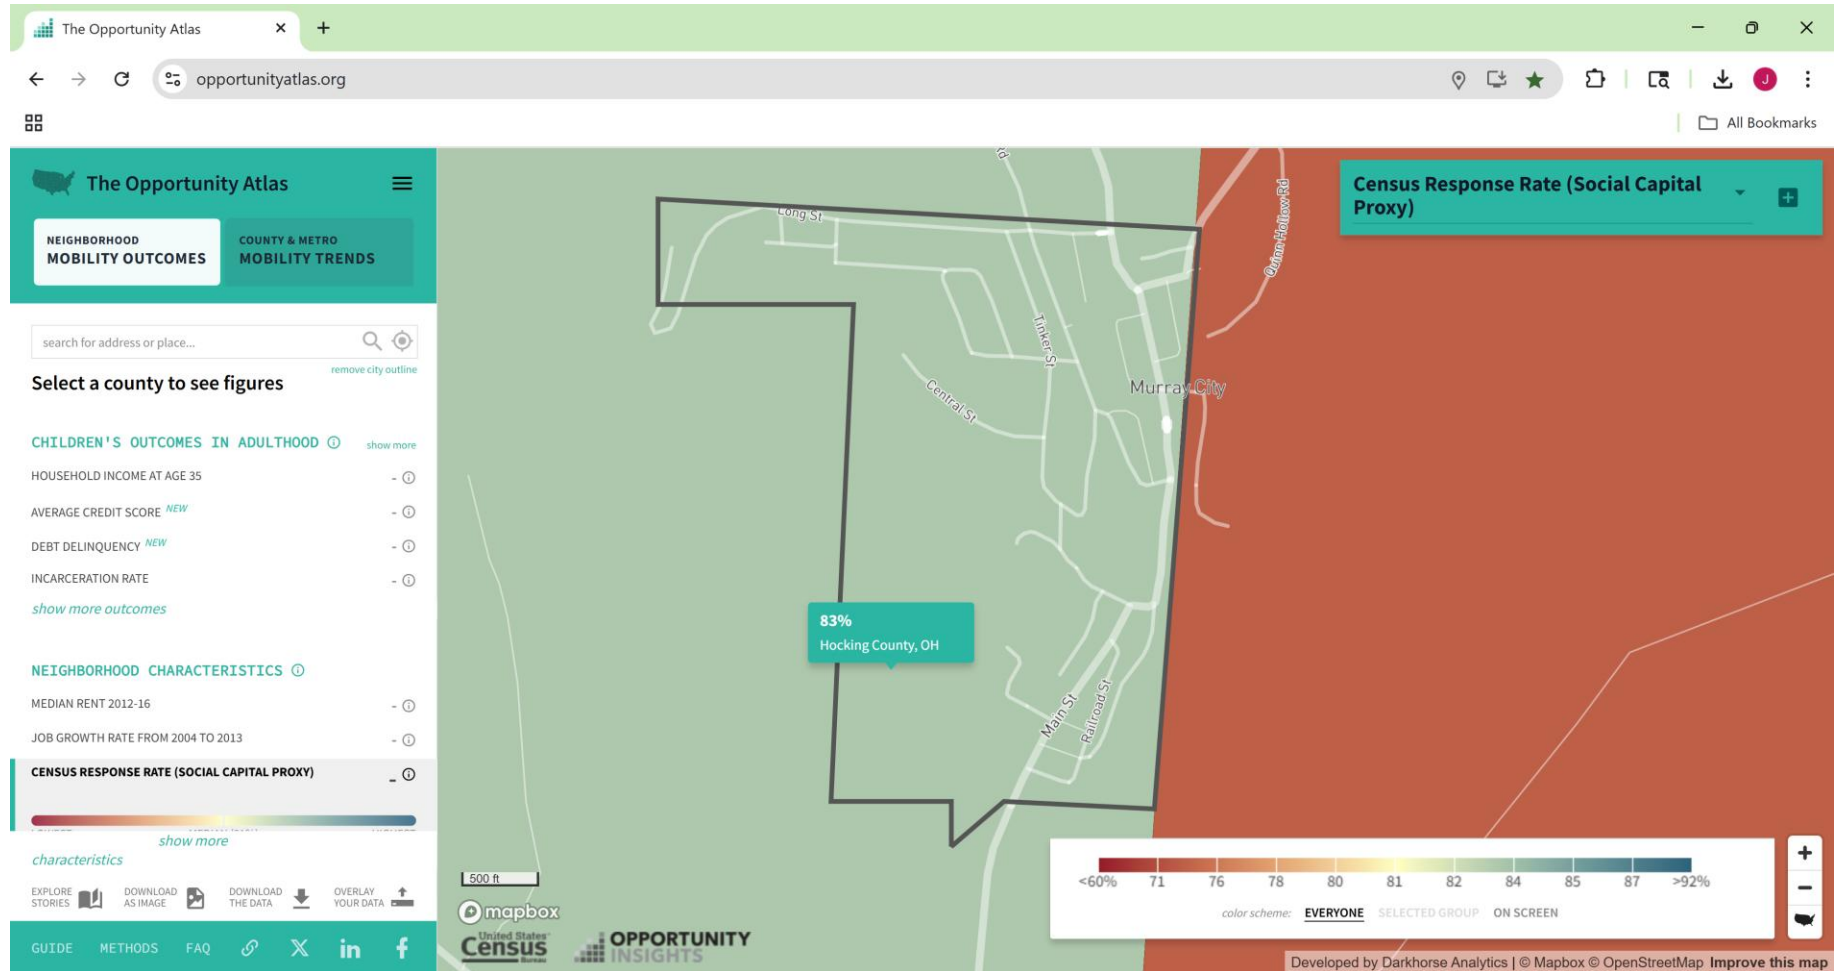 The Opportunity Atlas
opportunityatlas.org
J
All Bookmarks
The Opportunity Atlas
NEIGHBORHOOD
MOBILITY OUTCOMES
COUNTY & METRO
MOBILITY TRENDS
search for address or place...
remove city outline
Select a county to see figures
CHILDREN'S OUTCOMES IN ADULTHOOD
show more
HOUSEHOLD INCOME AT AGE 35 -
AVERAGE CREDIT SCORE NEW -
DEBT DELINQUENCY NEW -
INCARCERATION RATE -
show more outcomes
NEIGHBORHOOD CHARACTERISTICS
MEDIAN RENT 2012-16 -
JOB GROWTH RATE FROM 2004 TO 2013 -
CENSUS RESPONSE RATE (SOCIAL CAPITAL PROXY) -
show more
characteristics
EXPLORE
STORIES
DOWNLOAD
AS IMAGE
DOWNLOAD
THE DATA
OVERLAY
YOUR DATA
GUIDE METHODS FAQ
Census Response Rate (Social Capital
Proxy)
Rd
Long St
Quinn Hollow Rd
Tinker St
Central St
Murray City
83%
Hocking County, OH
Main St
Railroad St
500 ft
mapbox
United States
Census
Bureau
OPPORTUNITY
INSIGHTS
<60% 71 76 78 80 81 82 84 85 87 >92%
color scheme: EVERYONE SELECTED GROUP ON SCREEN
Developed by Darkhorse Analytics | © Mapbox © OpenStreetMap Improve this map